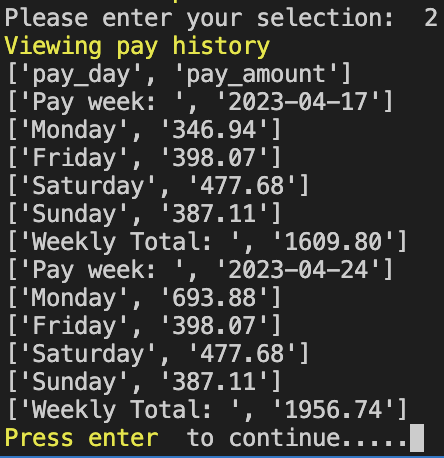 Please enter your selection:  2
Viewing pay history
['pay_day', 'pay_amount']
['Pay week: ', '2023-04-17']
['Monday', '346.94']
['Friday', '398.07']
['Saturday', '477.68']
['Sunday', '387.11']
['Weekly Total: ', '1609.80']
['Pay week: ', '2023-04-24']
['Monday', '693.88']
['Friday', '398.07']
['Saturday', '477.68']
['Sunday', '387.11']
['Weekly Total: ', '1956.74']
Press enter  to continue.....